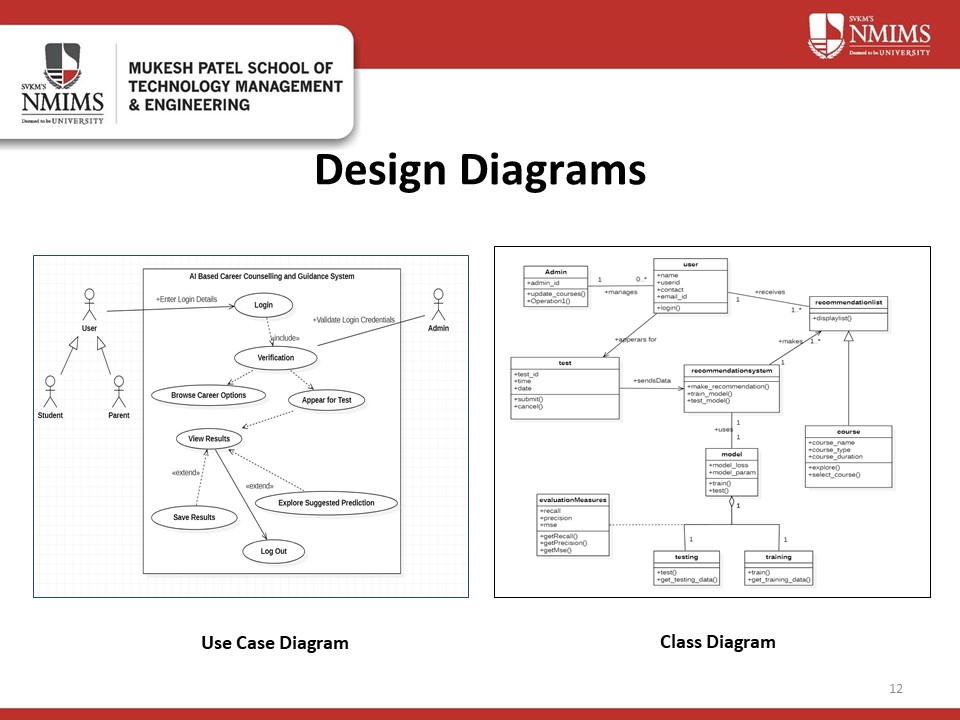 SVKM'S
NMIMS
Deemed to be UNIVERSITY
SVKM'S
NMIMS
Deemed to be UNIVERSITY
MUKESH PATEL SCHOOL OF
TECHNOLOGY MANAGEMENT
& ENGINEERING
Design Diagrams
AI Based Career Counselling and Guidance System
+Enter Login Details
Login
+Validate Login Credentials
User
Admin
«include»
Verification
Student
Parent
Browse Career Options
Appear for Test
View Results
«extend»
«extend»
Explore Suggested Prediction
Save Results
Log Out
Use Case Diagram
Admin
+admin_id
+update_courses()
+Operation1()
1
0..*
+manages
user
+name
+userid
+contact
+email_id
+login()
+receives
1
1..*
recommendationlist
+displaylist()
+apperars for
+makes
1..*
1
test
+test_id
+time
+date
+submit()
+cancel()
+sendsData
recommendationsystem
+make_recommendation()
+train_model()
+test_model()
+uses
1
1
course
+course_name
+course_type
+course_duration
+explore()
+select_course()
model
+model_loss
+model_param
+train()
+test()
1
evaluationMeasures
+recall
+precision
+mse
+getRecall()
+getPrecision()
+getMse()
1
1
testing
+test()
+get_testing_data()
training
+train()
+get_training_data()
Class Diagram
12